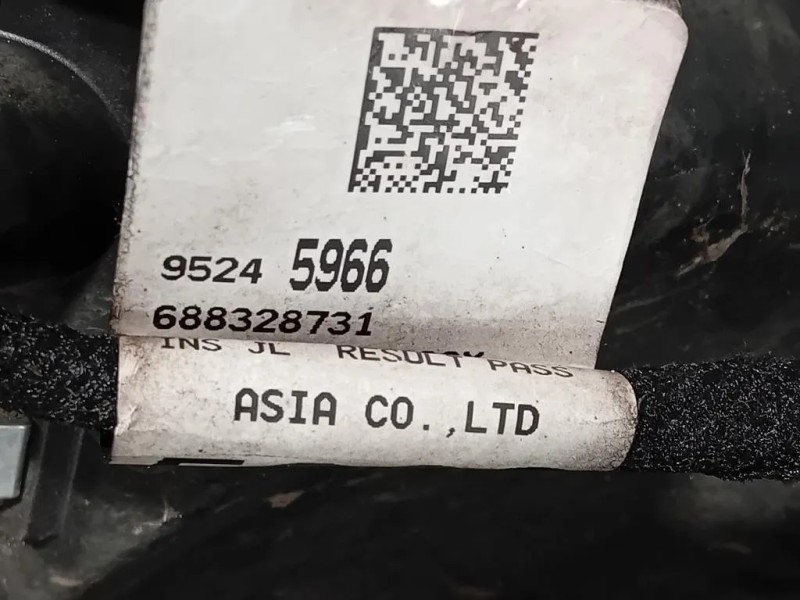 9524 5966
688328731
INS JL RESULT PASS
ASIA CO.,LTD